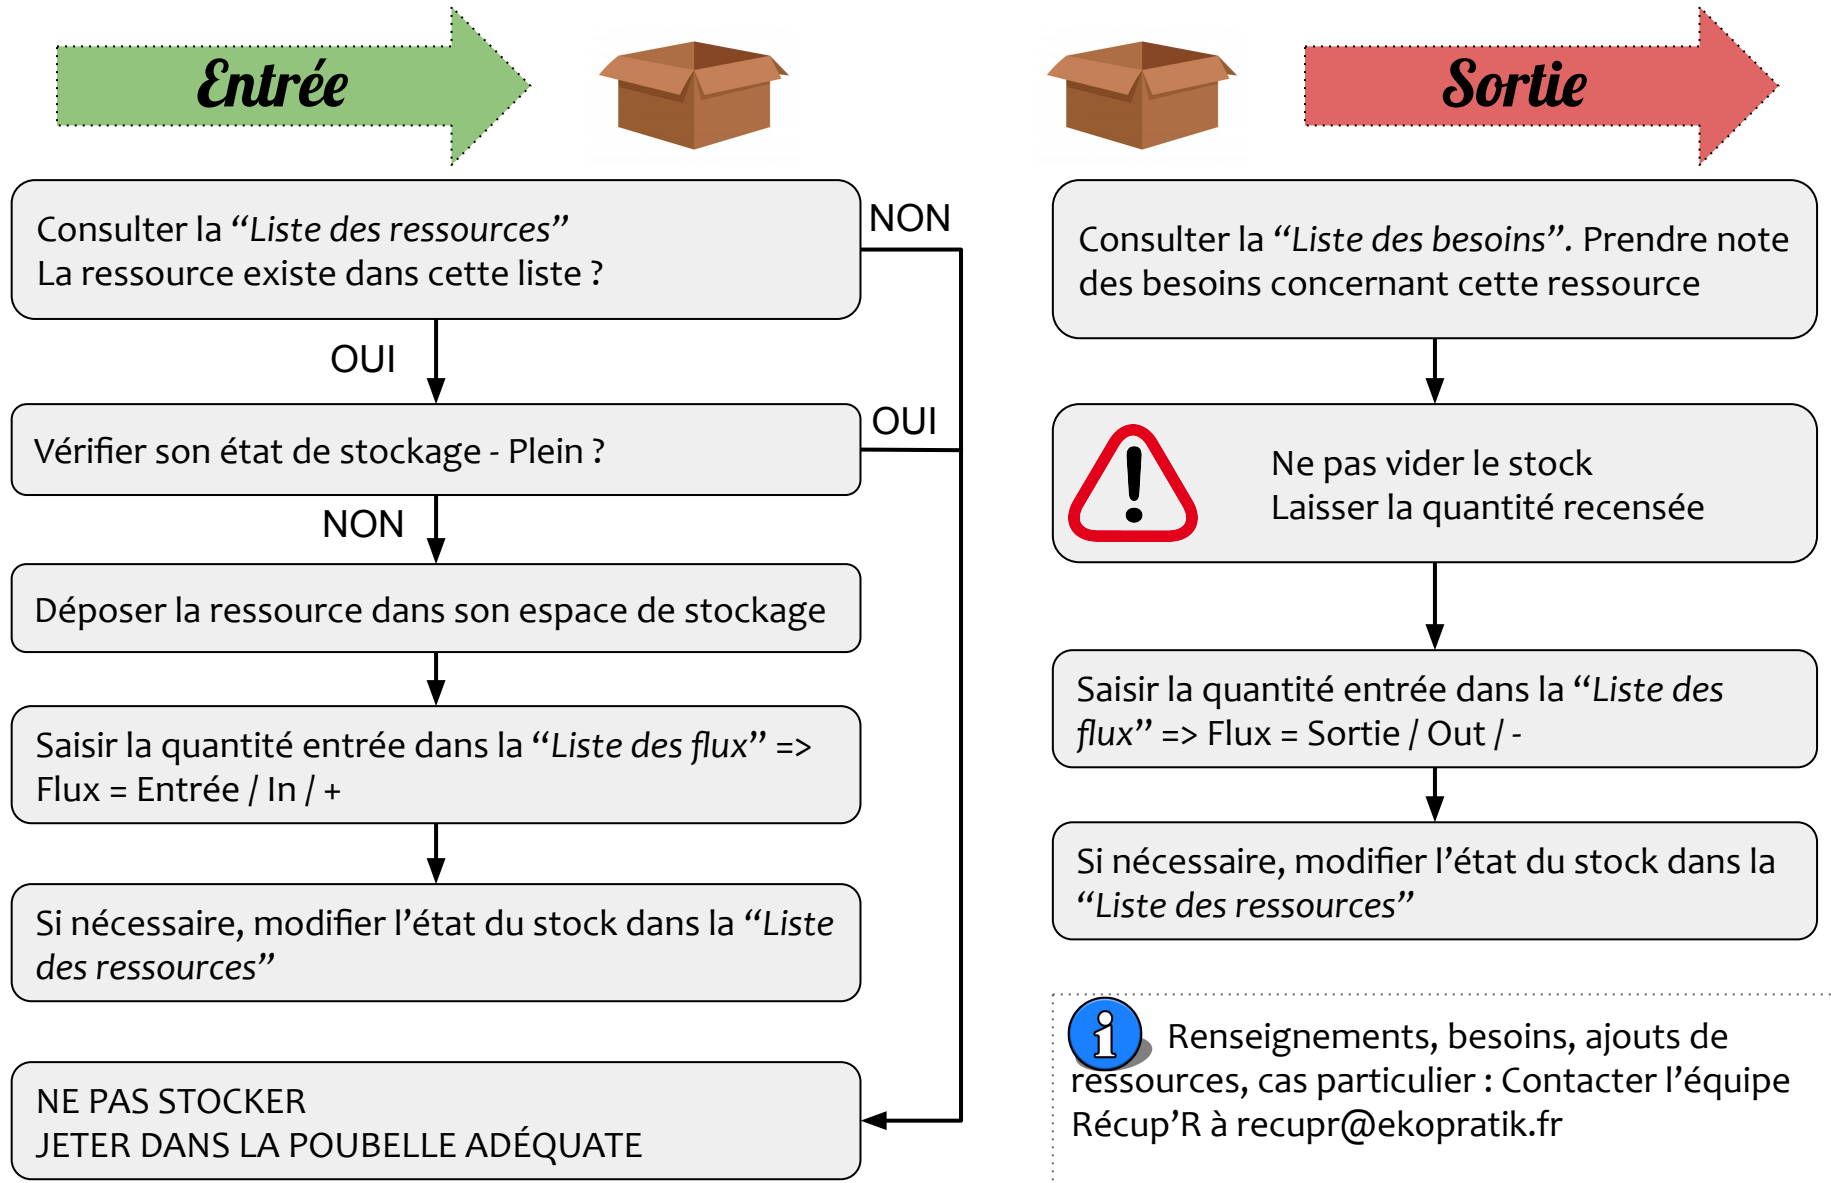 Entrée
Consulter la “Liste des ressources”
La ressource existe dans cette liste ?
NON
OUI
Vérifier son état de stockage - Plein ?
OUI
NON
Déposer la ressource dans son espace de stockage
Saisir la quantité entrée dans la “Liste des flux” =>
Flux = Entrée / In / +
Si nécessaire, modifier l’état du stock dans la “Liste
des ressources”
NE PAS STOCKER
JETER DANS LA POUBELLE ADÉQUATE
Sortie
Consulter la “Liste des besoins”. Prendre note
des besoins concernant cette ressource
Ne pas vider le stock
Laisser la quantité recensée
Saisir la quantité entrée dans la “Liste des
flux” => Flux = Sortie / Out / -
Si nécessaire, modifier l’état du stock dans la
“Liste des ressources”
Renseignements, besoins, ajouts de
ressources, cas particulier : Contacter l’équipe
Récup’R à recupr@ekopratik.fr